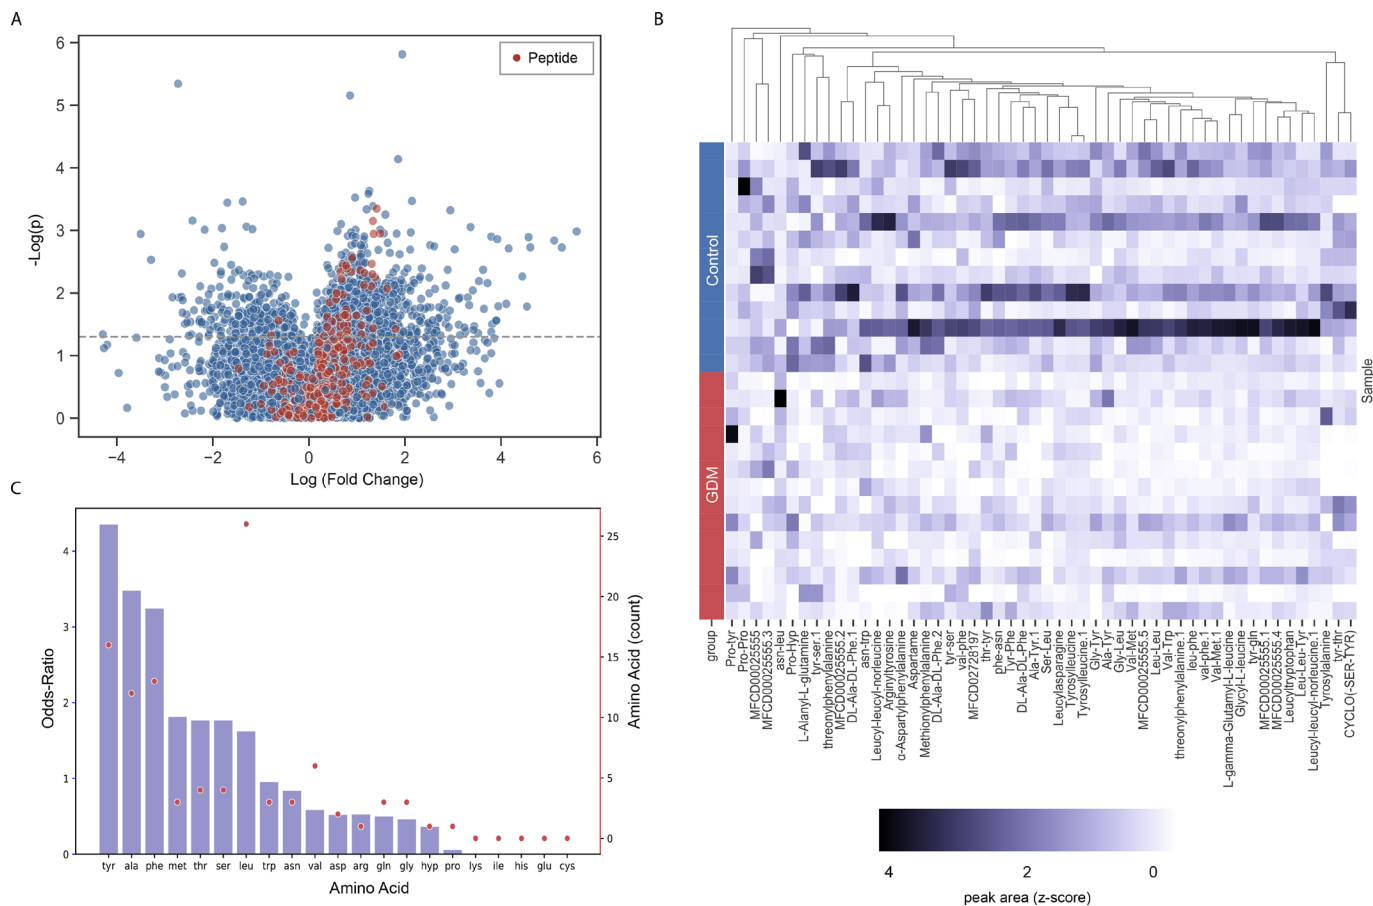 A
6
5
4
3
2
1
0
-Log(p)
Peptide
−4
−2
0
2
4
6
Log (Fold Change)
B
Control
GDM
Sample
group
Pro-tyr
Pro-Pro
MFCD00025555
MFCD00025555.3
asn-leu
Pro-Hyp
L-Alanyl-L-glutamine
tyr-ser.1
threonylphenylalanine
MFCD00025555.2
DL-Ala-DL-Phe.1
asn-trp
Leucyl-leucyl-norleucine
Arginyltyrosine
α-Aspartylphenylalanine
Aspartame
Methionylphenylalanine
DL-Ala-DL-Phe.2
tyr-ser
val-phe
MFCD02728197
thr-tyr
phe-asn
Tyr-Phe
DL-Ala-DL-Phe
Ala-Tyr.1
Ser-Leu
Leucylasparagine
Tyrosylleucine
Tyrosylleucine.1
Gly-Tyr
Ala-Tyr
Gly-Leu
Val-Met
MFCD00025555.5
Leu-Leu
Val-Trp
threonylphenylalanine.1
leu-phe
val-phe.1
Val-Met.1
L-gamma-Glutamyl-L-leucine
Glycyl-L-leucine
tyr-gln
MFCD00025555.1
MFCD00025555.4
Leucyltryptophan
Leu-Leu-Tyr
Leucyl-leucyl-norleucine.1
Tyrosylalanine
tyr-thr
CYCLO(-SER-TYR)
4
2
0
peak area (z-score)
C
4
3
2
1
0
Odds-Ratio
25
20
15
10
5
0
Amino Acid (count)
tyr
ala
phe
met
thr
ser
leu
trp
asn
val
asp
arg
gln
gly
hyp
pro
lys
ile
his
glu
cys
Amino Acid